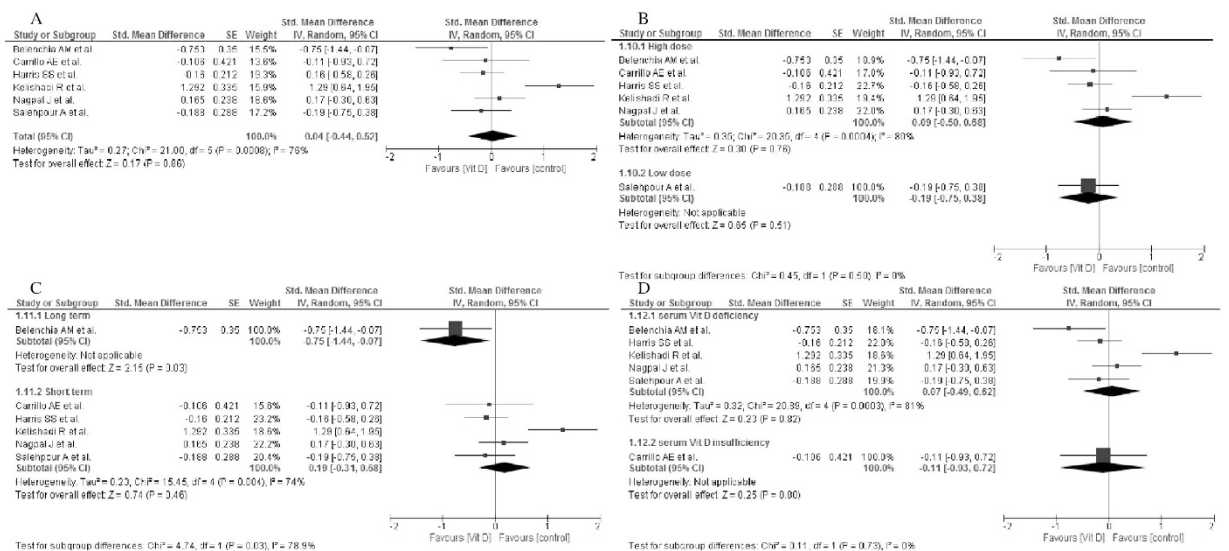 A
Std. Mean Difference Std. Mean Difference
Study or Subgroup Std. Mean Difference SE Weight IV, Random, 95% CI IV, Random, 95% CI
Belenchia AM et al. -0.753 0.35 15.5% -0.75 [-1.44, -0.07]
Carrillo AE et al. -0.106 0.421 13.6% -0.11 [-0.93, 0.72]
Harris SS et al. -0.16 0.212 19.3% -0.16 [-0.58, 0.26]
Kelishadi R et al. 1.292 0.335 15.9% 1.29 [0.64, 1.95]
Nagpal J et al. 0.165 0.238 18.6% 0.17 [-0.30, 0.63]
Salehpour A et al. -0.188 0.288 17.2% -0.19 [-0.75, 0.38]
Total (95% CI) 100.0% 0.04 [-0.44, 0.52]
Heterogeneity: Tau² = 0.27; Chi² = 21.00, df = 5 (P = 0.0008); I² = 76%
Test for overall effect: Z = 0.17 (P = 0.86)
-2 -1 0 1 2
Favours [Vit D] Favours [control]
B
Std. Mean Difference Std. Mean Difference
Study or Subgroup Std. Mean Difference SE Weight IV, Random, 95% CI IV, Random, 95% CI
1.10.1 High dose
Belenchia AM et al. -0.753 0.35 18.9% -0.75 [-1.44, -0.07]
Carrillo AE et al. -0.106 0.421 17.0% -0.11 [-0.93, 0.72]
Harris SS et al. -0.16 0.212 22.7% -0.16 [-0.58, 0.26]
Kelishadi R et al. 1.292 0.335 19.4% 1.29 [0.64, 1.95]
Nagpal J et al. 0.165 0.238 22.0% 0.17 [-0.30, 0.63]
Subtotal (95% CI) 100.0% 0.09 [-0.50, 0.68]
Heterogeneity: Tau² = 0.35; Chi² = 20.35, df = 4 (P = 0.0004); I² = 80%
Test for overall effect: Z = 0.30 (P = 0.76)
1.10.2 Low dose
Salehpour A et al. -0.188 0.288 100.0% -0.19 [-0.75, 0.38]
Subtotal (95% CI) 100.0% -0.19 [-0.75, 0.38]
Heterogeneity: Not applicable
Test for overall effect: Z = 0.65 (P = 0.51)
-2 -1 0 1 2
Favours [Vit D] Favours [control]
Test for subgroup differences: Chi² = 0.45, df = 1 (P = 0.50), I² = 0%
C
Std. Mean Difference Std. Mean Difference
Study or Subgroup Std. Mean Difference SE Weight IV, Random, 95% CI IV, Random, 95% CI
1.11.1 Long term
Belenchia AM et al. -0.753 0.35 100.0% -0.75 [-1.44, -0.07]
Subtotal (95% CI) 100.0% -0.75 [-1.44, -0.07]
Heterogeneity: Not applicable
Test for overall effect: Z = 2.15 (P = 0.03)
1.11.2 Short term
Carrillo AE et al. -0.106 0.421 15.6% -0.11 [-0.93, 0.72]
Harris SS et al. -0.16 0.212 23.2% -0.16 [-0.58, 0.26]
Kelishadi R et al. 1.292 0.335 18.6% 1.29 [0.64, 1.95]
Nagpal J et al. 0.165 0.238 22.2% 0.17 [-0.30, 0.63]
Salehpour A et al. -0.188 0.288 20.4% -0.19 [-0.75, 0.38]
Subtotal (95% CI) 100.0% 0.19 [-0.31, 0.68]
Heterogeneity: Tau² = 0.23; Chi² = 15.45, df = 4 (P = 0.004); I² = 74%
Test for overall effect: Z = 0.74 (P = 0.46)
-2 -1 0 1 2
Favours [Vit D] Favours [control]
Test for subgroup differences: Chi² = 4.74, df = 1 (P = 0.03), I² = 78.9%
D
Std. Mean Difference Std. Mean Difference
Study or Subgroup Std. Mean Difference SE Weight IV, Random, 95% CI IV, Random, 95% CI
1.12.1 serum Vit D deficiency
Belenchia AM et al. -0.753 0.35 18.1% -0.75 [-1.44, -0.07]
Harris SS et al. -0.16 0.212 22.0% -0.16 [-0.58, 0.26]
Kelishadi R et al. 1.292 0.335 18.6% 1.29 [0.64, 1.95]
Nagpal J et al. 0.165 0.238 21.3% 0.17 [-0.30, 0.63]
Salehpour A et al. -0.188 0.288 19.9% -0.19 [-0.75, 0.38]
Subtotal (95% CI) 100.0% 0.07 [-0.49, 0.62]
Heterogeneity: Tau² = 0.32; Chi² = 20.89, df = 4 (P = 0.0003); I² = 81%
Test for overall effect: Z = 0.23 (P = 0.82)
1.12.2 serum Vit D insufficiency
Carrillo AE et al. -0.106 0.421 100.0% -0.11 [-0.93, 0.72]
Subtotal (95% CI) 100.0% -0.11 [-0.93, 0.72]
Heterogeneity: Not applicable
Test for overall effect: Z = 0.25 (P = 0.80)
-2 -1 0 1 2
Favours [Vit D] Favours [control]
Test for subgroup differences: Chi² = 0.11, df = 1 (P = 0.73), I² = 0%